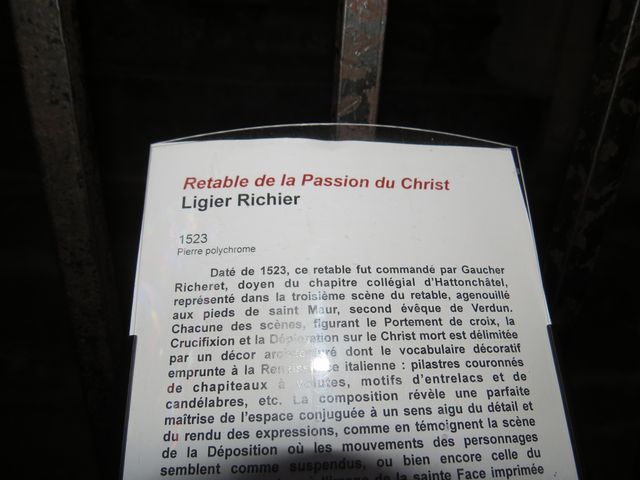 Retable de la Passion du Christ
Ligier Richier
1523
Pierre polychrome
Daté de 1523, ce retable fut commandé par Gaucher
Richeret, doyen du chapitre collégial d'Hattonchâtel,
représenté dans la troisième scène du retable, agenouillé
aux pieds de saint Maur, second évêque de Verdun.
Chacune des scènes, figurant le Portement de croix, la
Crucifixion et la Déploration sur le Christ mort est délimitée
par un décor dont le vocabulaire décoratif
emprunte à la Renaissance italienne : pilastres couronnés
de chapiteaux à volutes, motifs d'entrelacs et de
candélabres, etc. La composition révèle une parfaite
maîtrise de l'espace conjuguée à un sens aigu du détail et
du rendu des expressions, comme en témoignent la scène
de la Déposition où les mouvements des personnages
semblent comme suspendus, ou bien encore celle du
de la sainte Face imprimée